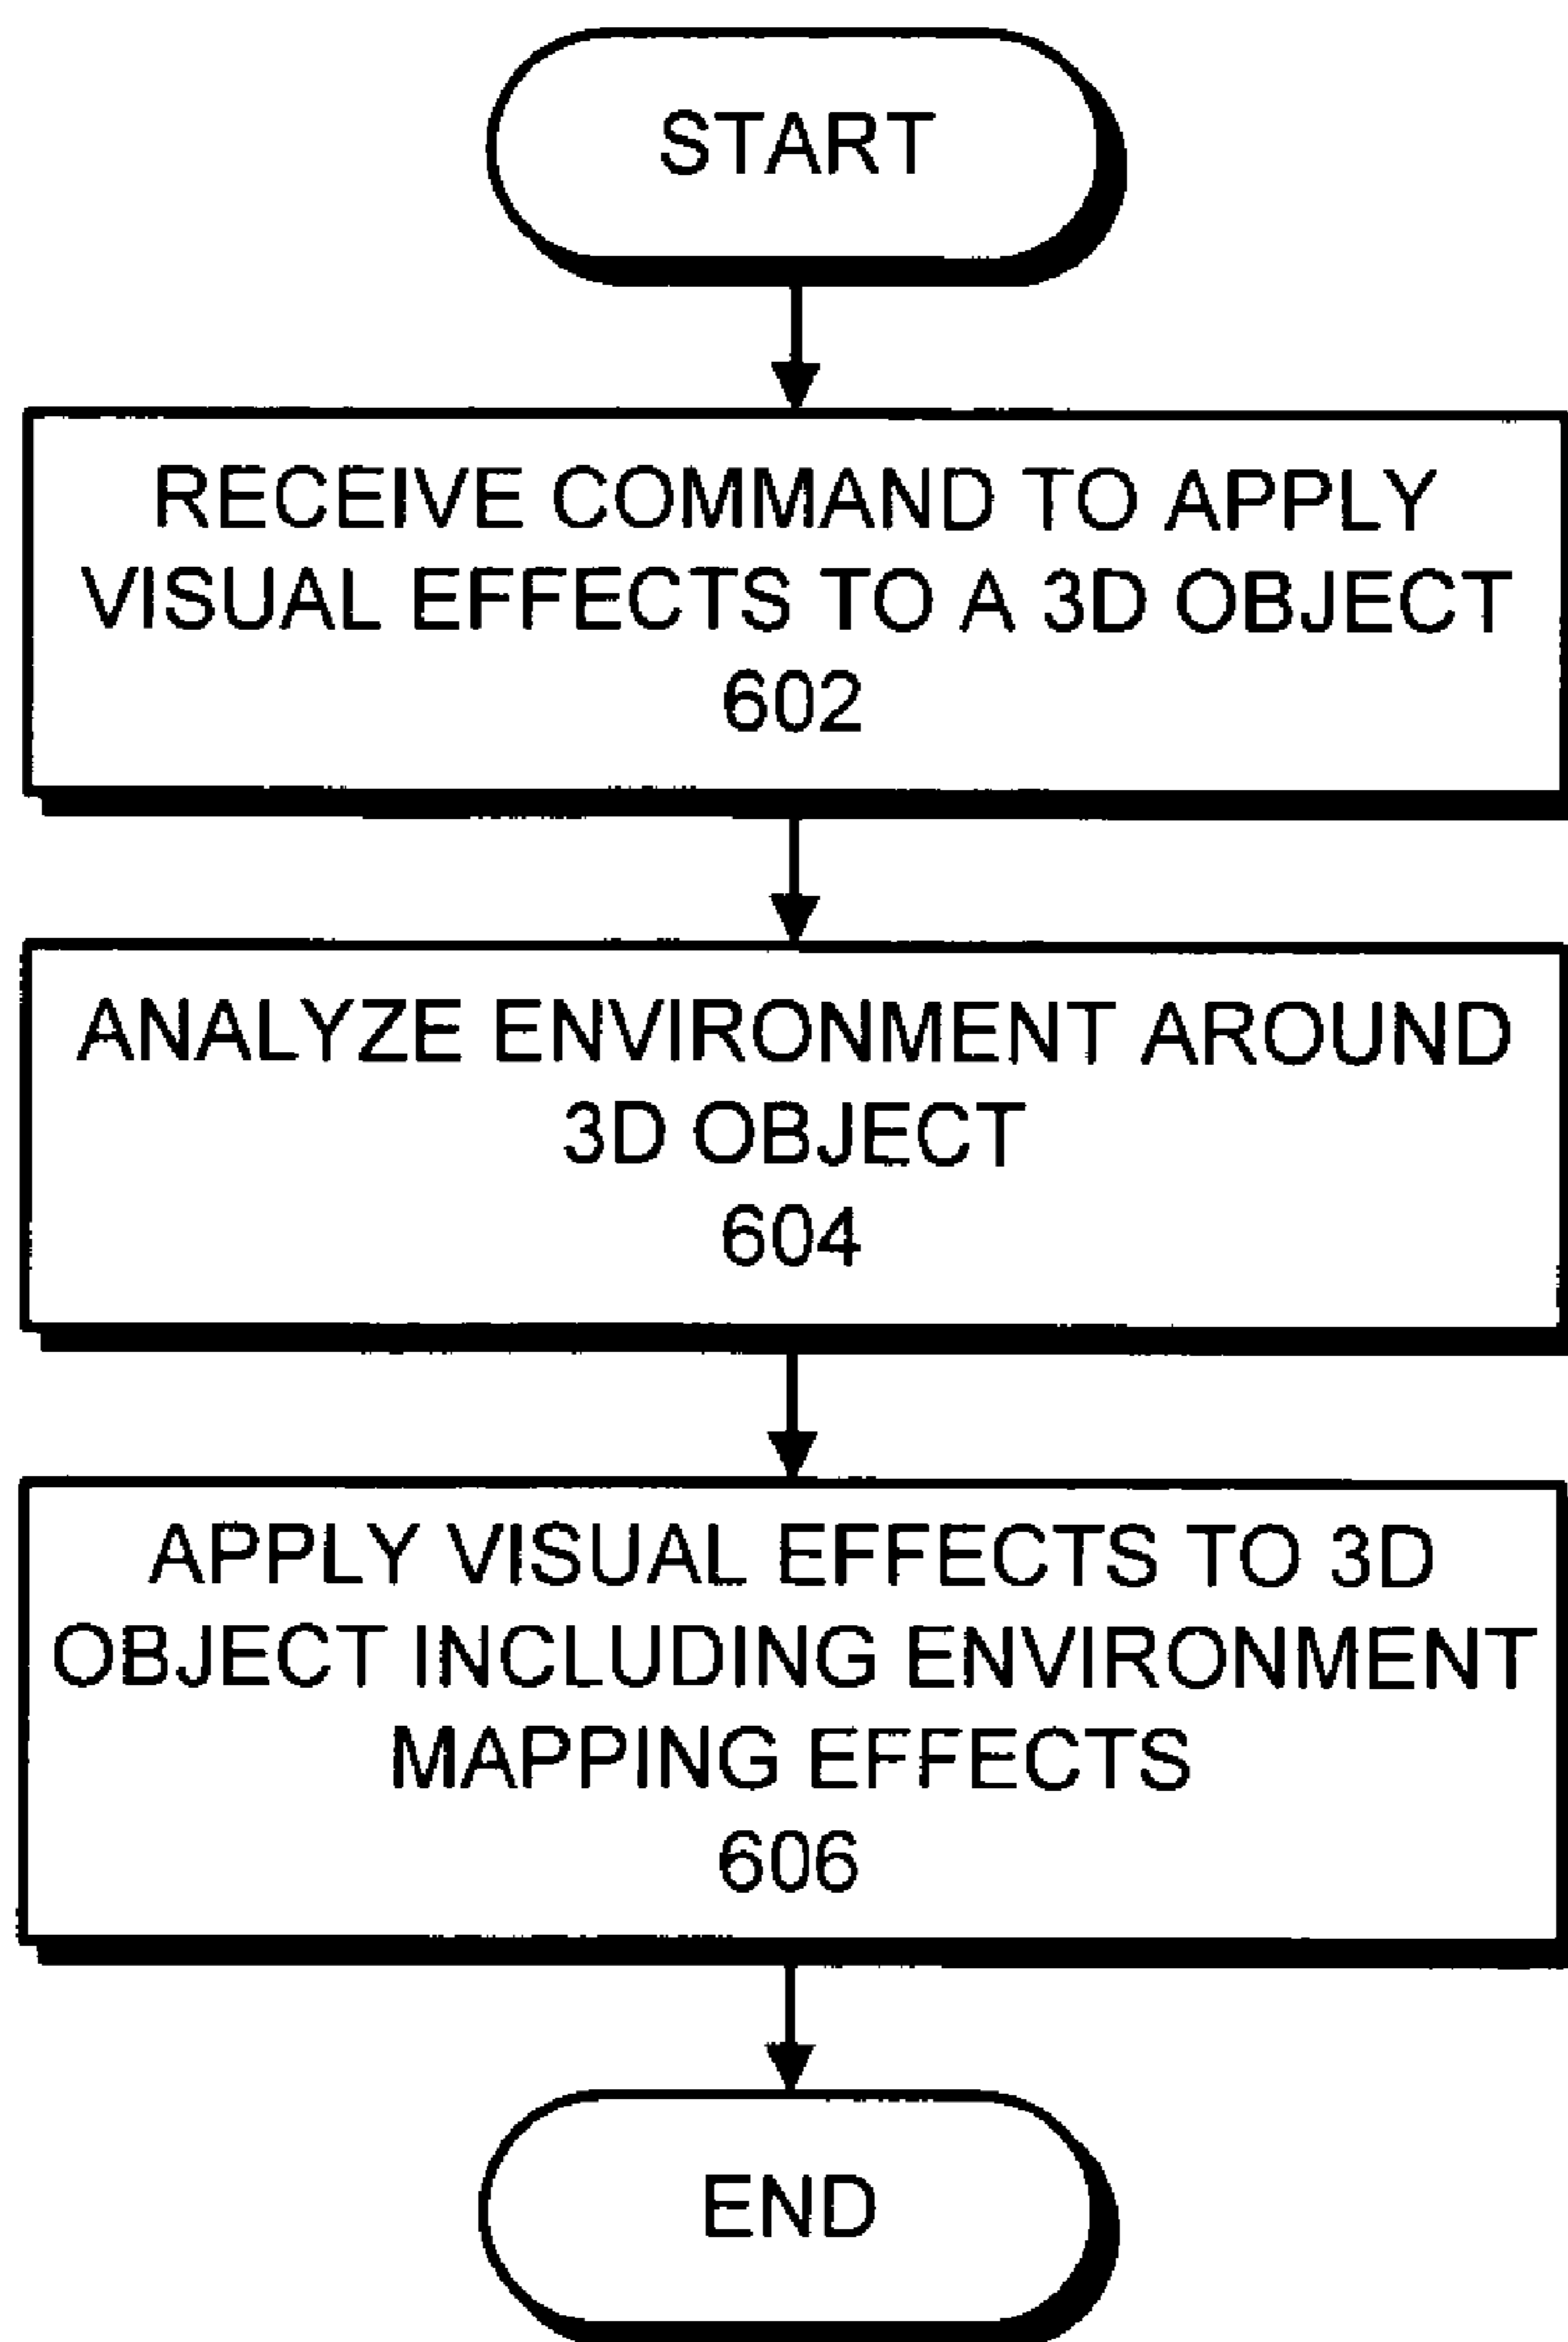 START
RECEIVE COMMAND TO APPLY
VISUAL EFFECTS TO A 3D OBJECT
602
ANALYZE ENVIRONMENT AROUND
3D OBJECT
604
APPLY VISUAL EFFECTS TO 3D
OBJECT INCLUDING ENVIRONMENT
MAPPING EFFECTS
606
END